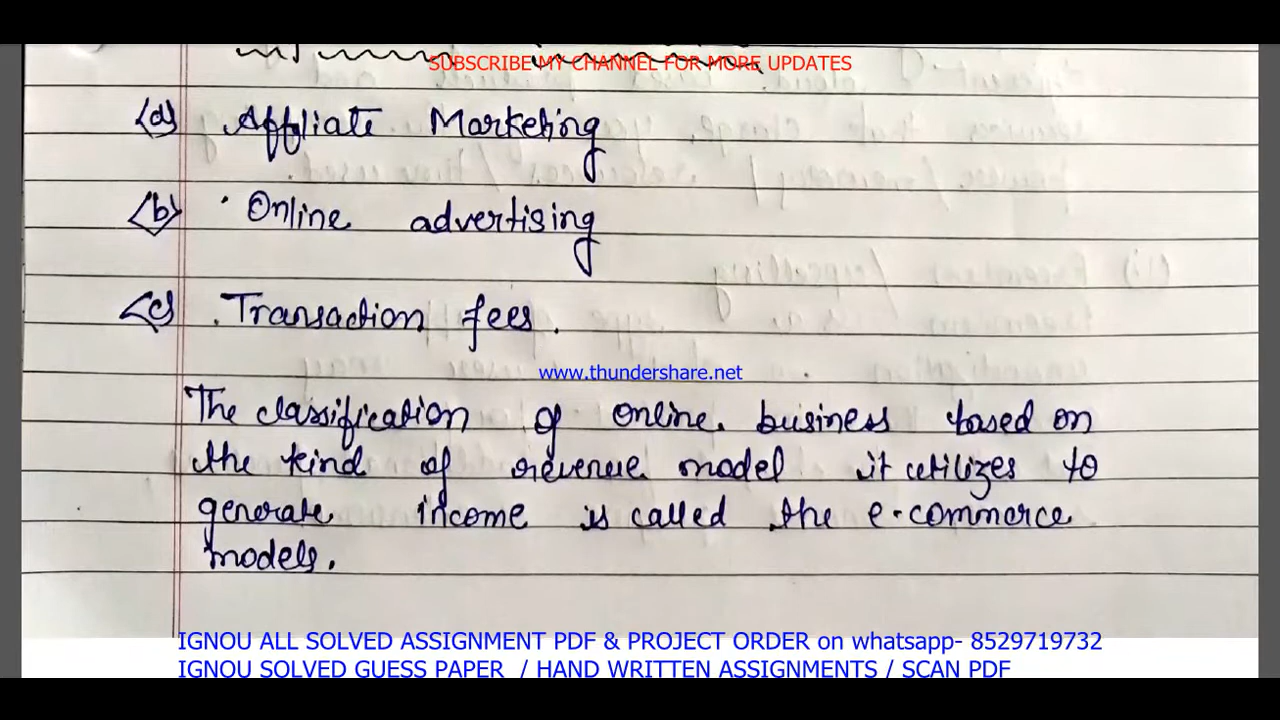 SUBSCRIBE MY CHANNEL FOR MORE UPDATES
(a) Affiliate Marketing
(b) Online advertising
(c) Transaction fees.
www.thundershare.net
The classification of online business based on
the kind of revenue model it utilizes to
generate income is called the e-commerce
models.
IGNOU ALL SOLVED ASSIGNMENT PDF & PROJECT ORDER on whatsapp- 8529719732
IGNOU SOLVED GUESS PAPER / HAND WRITTEN ASSIGNMENTS / SCAN PDF